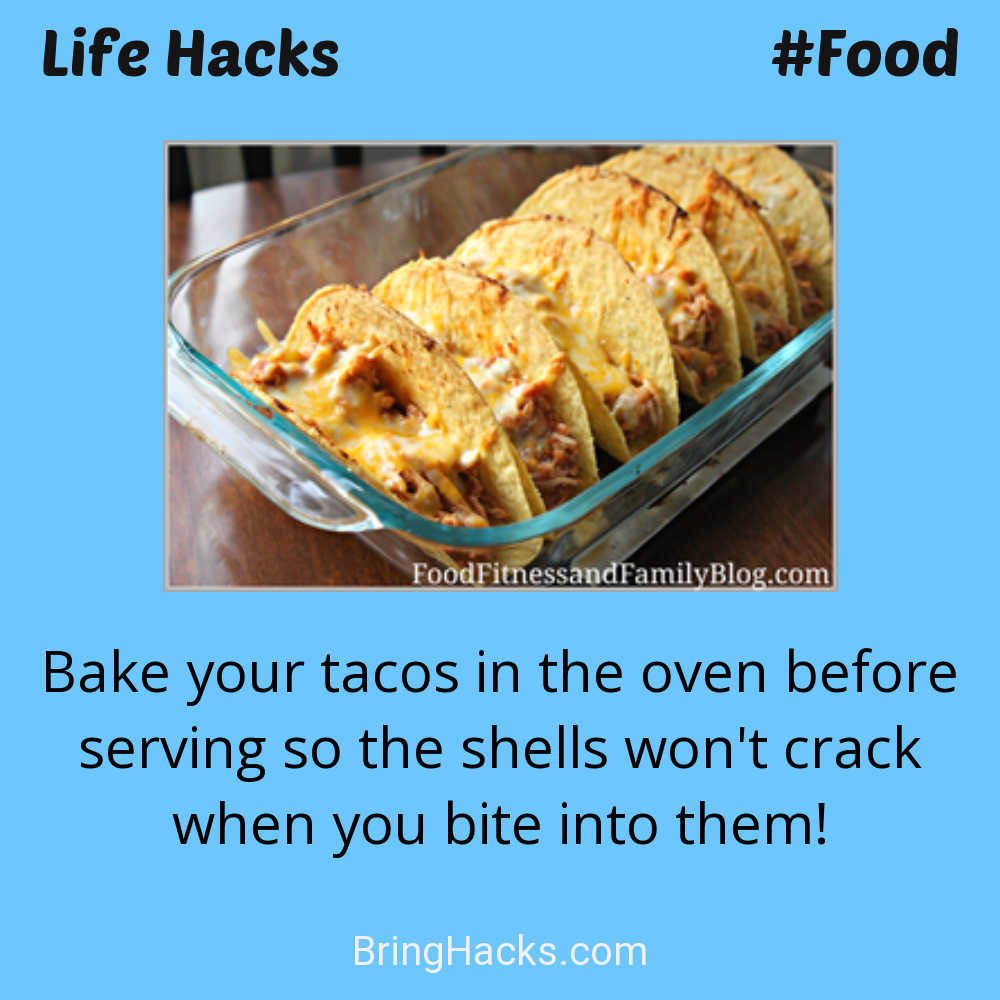 Life Hacks
#Food
FoodFitnessandFamilyBlog.com
Bake your tacos in the oven before
serving so the shells won't crack
when you bite into them!
BringHacks.com